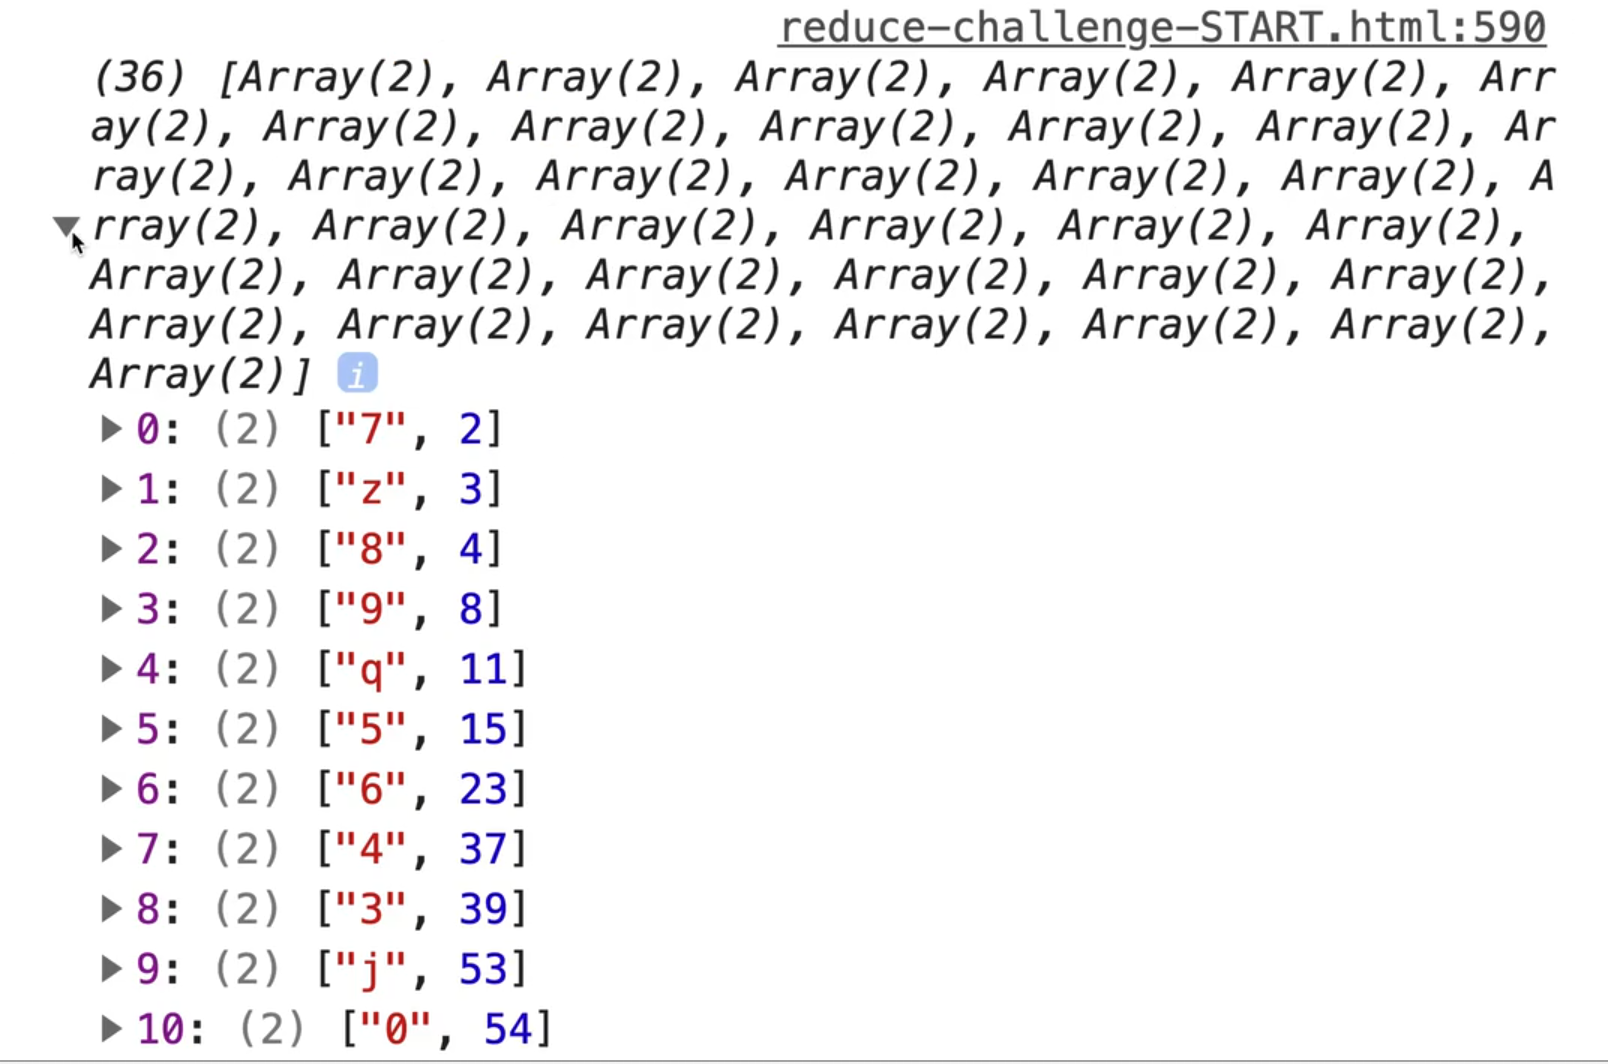 reduce-challenge-START.html:590
(36) [Array(2), Array(2), Array(2), Array(2), Array(2), Arr
ay(2), Array(2), Array(2), Array(2), Array(2), Array(2), Ar
ray(2), Array(2), Array(2), Array(2), Array(2), Array(2), A
rray(2), Array(2), Array(2), Array(2), Array(2), Array(2),
Array(2), Array(2), Array(2), Array(2), Array(2), Array(2),
Array(2), Array(2), Array(2), Array(2), Array(2), Array(2),
Array(2)] i
0: (2) ["7", 2]
1: (2) ["z", 3]
2: (2) ["8", 4]
3: (2) ["9", 8]
4: (2) ["q", 11]
5: (2) ["5", 15]
6: (2) ["6", 23]
7: (2) ["4", 37]
8: (2) ["3", 39]
9: (2) ["j", 53]
10: (2) ["0", 54]